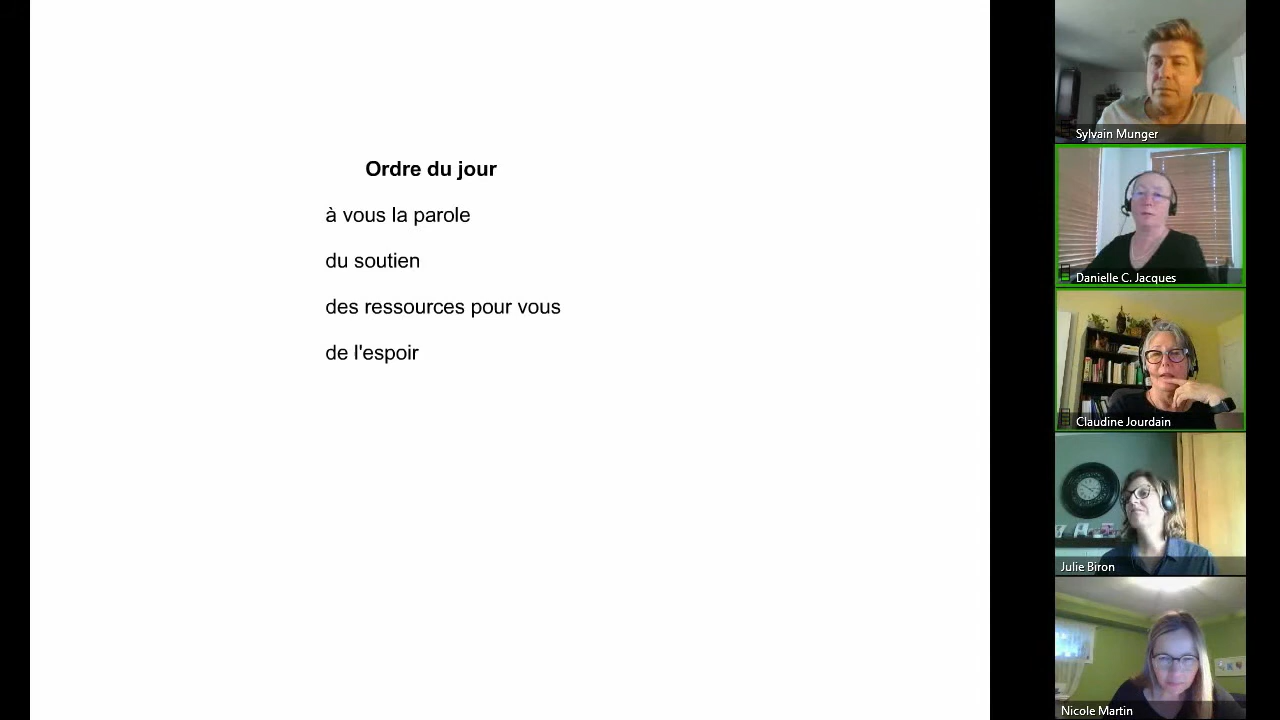 Ordre du jour
à vous la parole
du soutien
des ressources pour vous
de l'espoir
Sylvain Munger
Danielle C. Jacques
Claudine Jourdain
Julie Biron
Nicole Martin